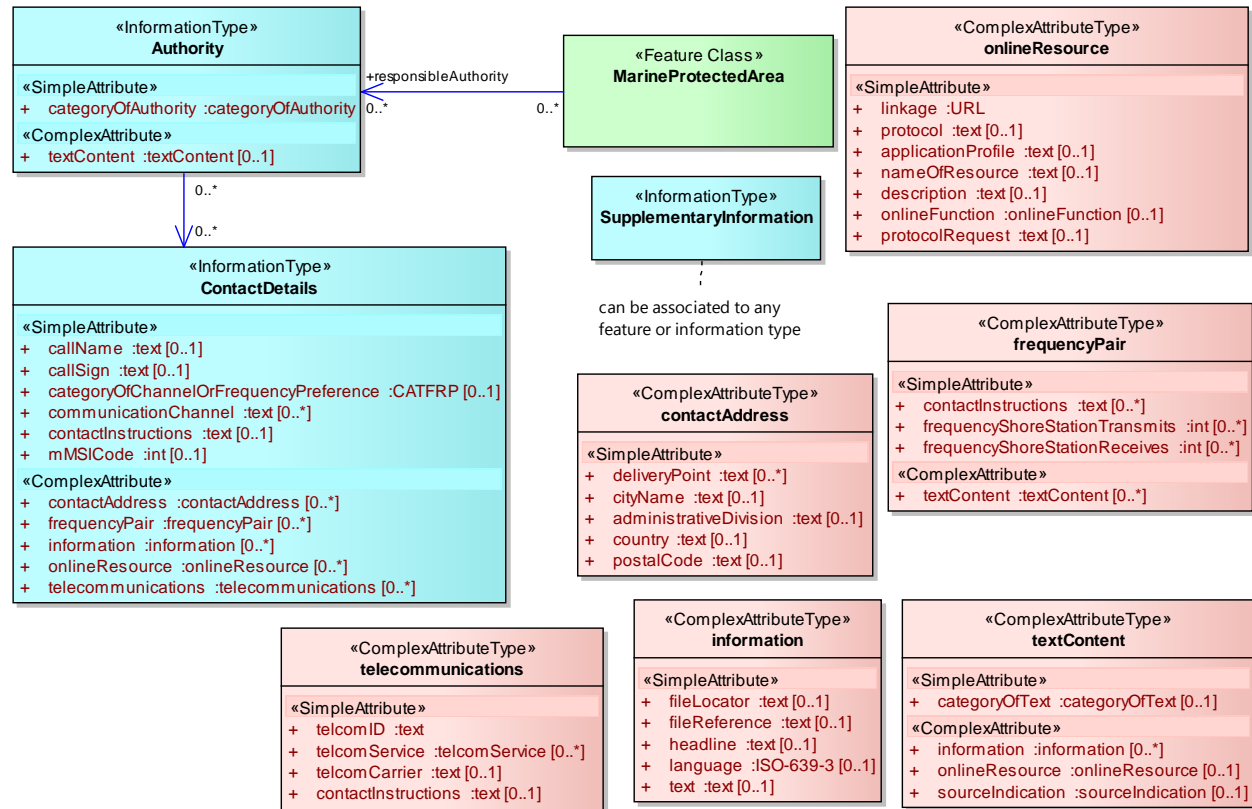 «InformationType»
Authority
«SimpleAttribute»
+ categoryOfAuthority :categoryOfAuthority
«ComplexAttribute»
+ textContent :textContent [0..1]
+responsibleAuthority
0..*
0..*
«Feature Class»
MarineProtectedArea
«ComplexAttributeType»
onlineResource
«SimpleAttribute»
+ linkage :URL
+ protocol :text [0..1]
+ applicationProfile :text [0..1]
+ nameOfResource :text [0..1]
+ description :text [0..1]
+ onlineFunction :onlineFunction [0..1]
+ protocolRequest :text [0..1]
0..*
0..*
«InformationType»
SupplementaryInformation
can be associated to any
feature or information type
«InformationType»
ContactDetails
«SimpleAttribute»
+ callName :text [0..1]
+ callSign :text [0..1]
+ categoryOfChannelOrFrequencyPreference :CATFRP [0..1]
+ communicationChannel :text [0..*]
+ contactInstructions :text [0..1]
+ mMSICode :int [0..1]
«ComplexAttribute»
+ contactAddress :contactAddress [0..*]
+ frequencyPair :frequencyPair [0..*]
+ information :information [0..*]
+ onlineResource :onlineResource [0..*]
+ telecommunications :telecommunications [0..*]
«ComplexAttributeType»
contactAddress
«SimpleAttribute»
+ deliveryPoint :text [0..*]
+ cityName :text [0..1]
+ administrativeDivision :text [0..1]
+ country :text [0..1]
+ postalCode :text [0..1]
«ComplexAttributeType»
frequencyPair
«SimpleAttribute»
+ contactInstructions :text [0..*]
+ frequencyShoreStationTransmits :int [0..*]
+ frequencyShoreStationReceives :int [0..*]
«ComplexAttribute»
+ textContent :textContent [0..*]
«ComplexAttributeType»
telecommunications
«SimpleAttribute»
+ telcomID :text
+ telcomService :telcomService [0..*]
+ telcomCarrier :text [0..1]
+ contactInstructions :text [0..1]
«ComplexAttributeType»
information
«SimpleAttribute»
+ fileLocator :text [0..1]
+ fileReference :text [0..1]
+ headline :text [0..1]
+ language :ISO-639-3 [0..1]
+ text :text [0..1]
«ComplexAttributeType»
textContent
«SimpleAttribute»
+ categoryOfText :categoryOfText [0..1]
«ComplexAttribute»
+ information :information [0..*]
+ onlineResource :onlineResource [0..1]
+ sourceIndication :sourceIndication [0..1]